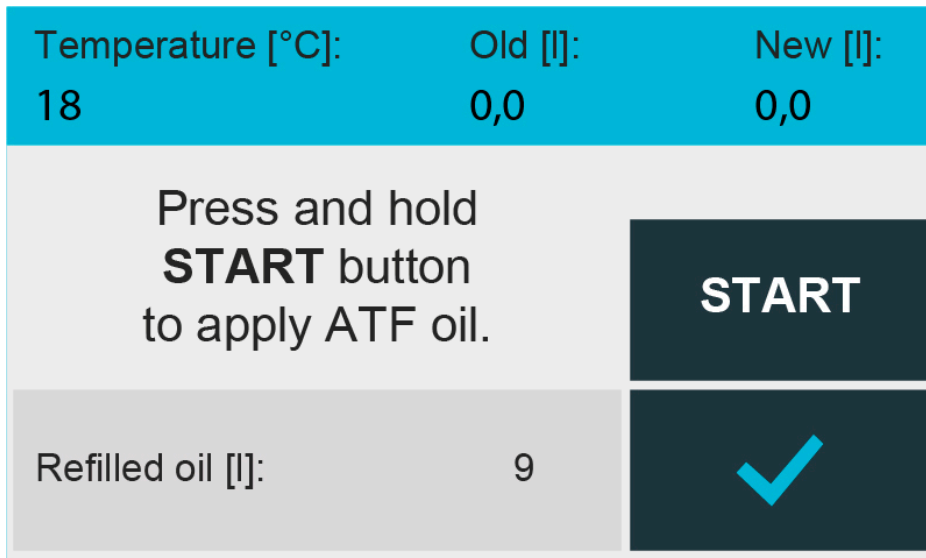 Temperature [°C]: Old [l]: New [l]:
18 0,0 0,0
Press and hold
START button
to apply ATF oil.
START
Refilled oil [l]: 9